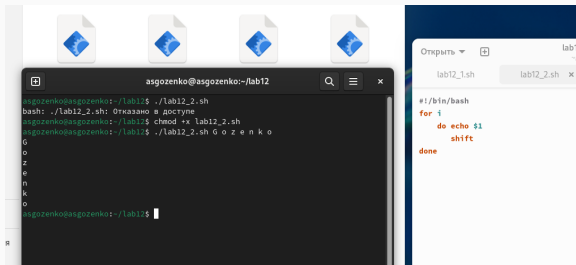 asgozenko@asgozenko:~/lab12
asgozenko@asgozenko:~/lab12$ ./lab12_2.sh
bash: ./lab12_2.sh: Отказано в доступе
asgozenko@asgozenko:~/lab12$ chmod +x lab12_2.sh
asgozenko@asgozenko:~/lab12$ ./lab12_2.sh G o z e n k o
G
o
z
e
n
k
o
asgozenko@asgozenko:~/lab12$
я
Открыть
lab12_1.sh
lab12_2.sh
#!/bin/bash
for i
do echo $1
shift
done